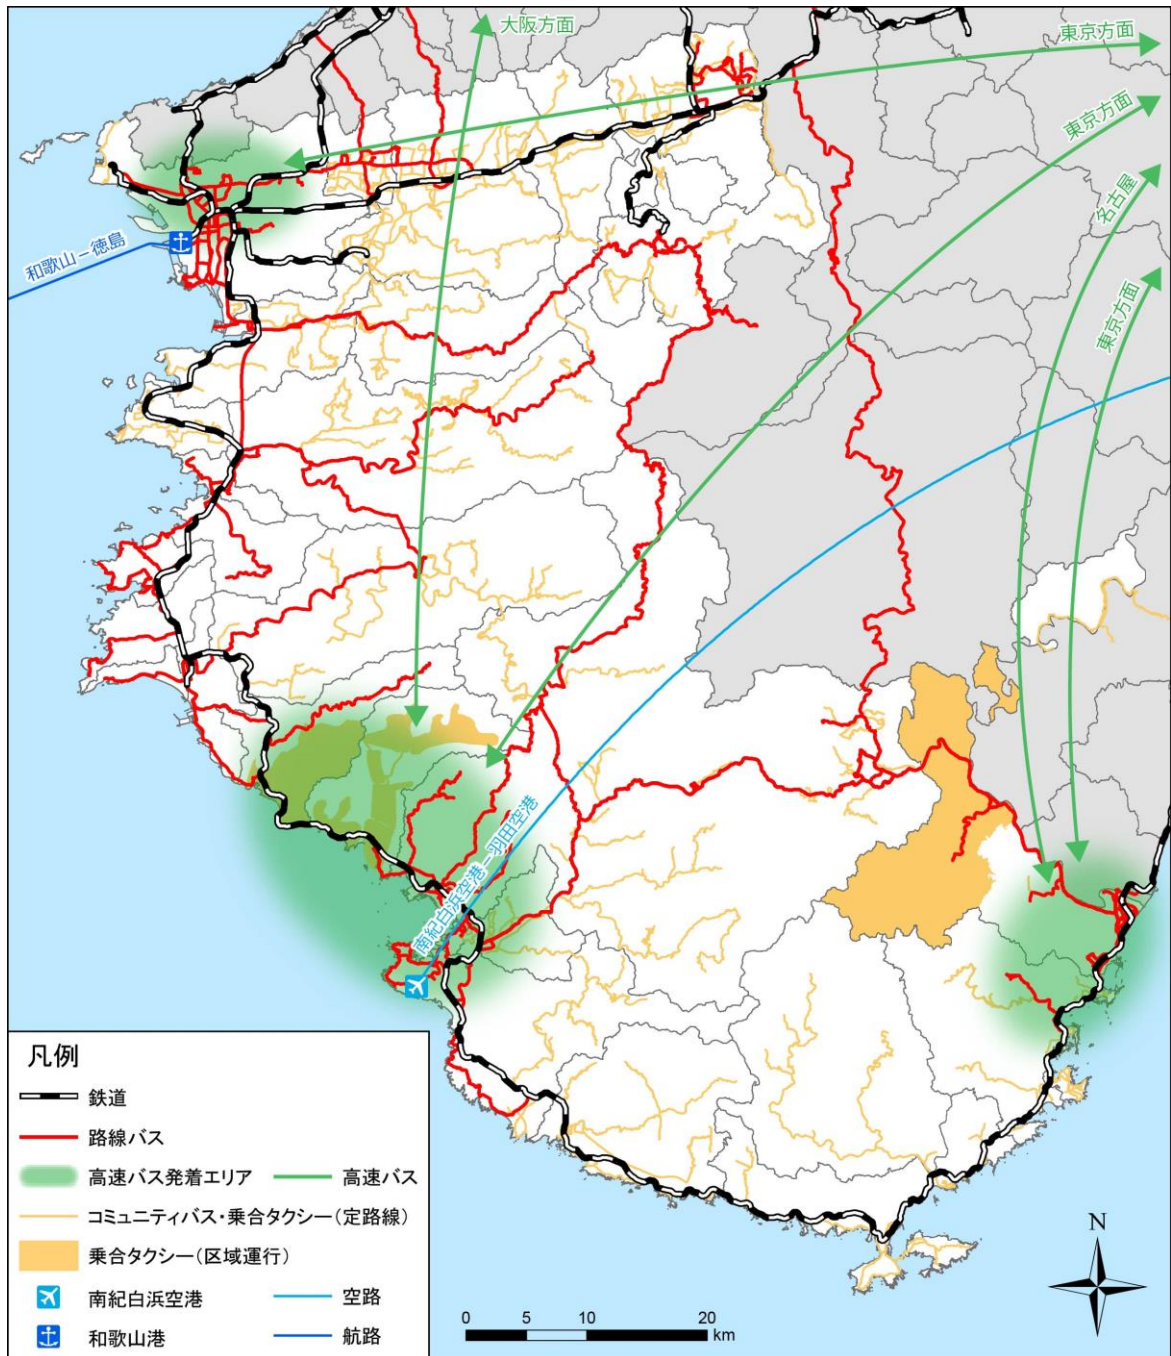 大阪方面
東京方面
東京方面
名古屋
東京方面
和歌山－徳島
南紀白浜空港－羽田空港
凡例
鉄道
路線バス
高速バス発着エリア
高速バス
コミュニティバス・乗合タクシー（定路線）
乗合タクシー（区域運行）
南紀白浜空港
空路
和歌山港
航路
N
0 5 10 20
km